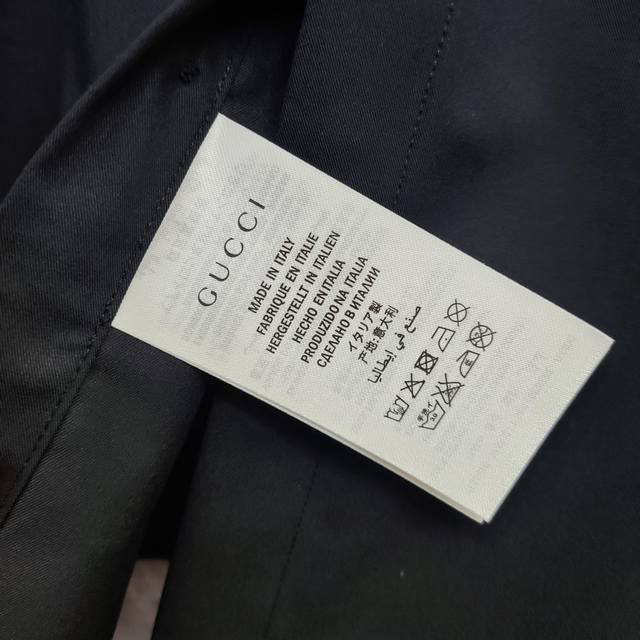 GUCCI
MADE IN ITALY
FABRIQUE EN ITALIE
HERGESTELLT IN ITALIEN
HECHO EN ITALIA
PRODUZIDO NA ITALIA
СДЕЛАНО В ИТАЛИИ
イタリア製
产地:意大利
صنع في إيطاليا